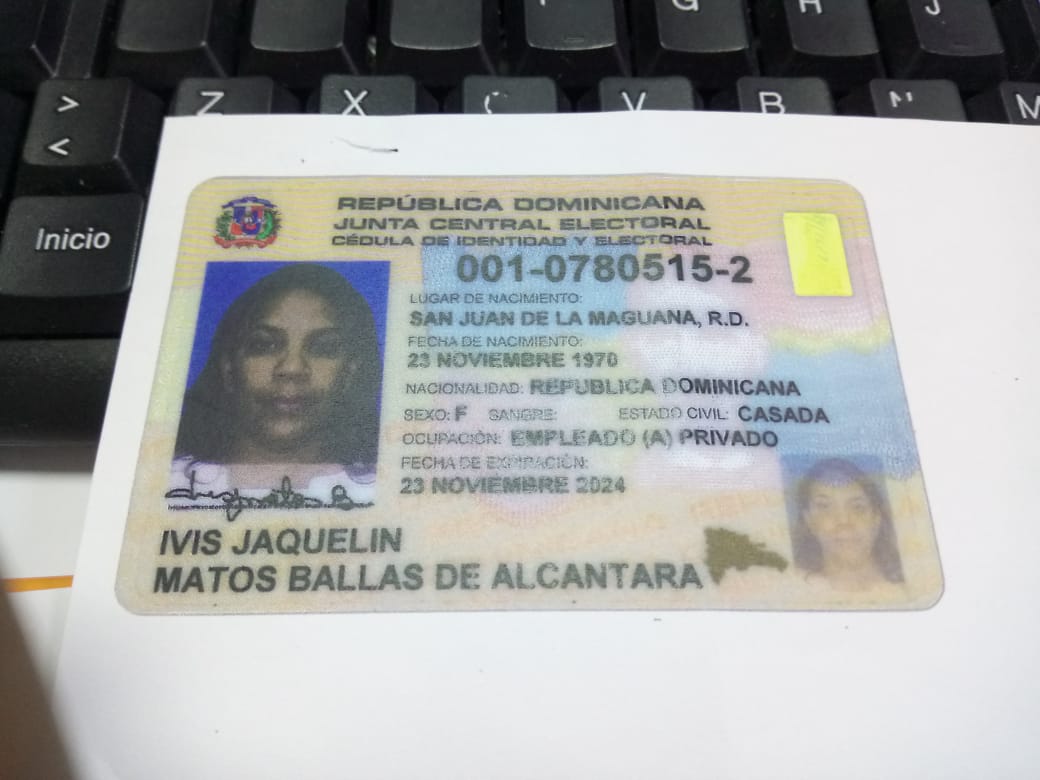 > Z X C V B N M
<
G H J
Inicio
REPÚBLICA DOMINICANA
JUNTA CENTRAL ELECTORAL
CÉDULA DE IDENTIDAD Y ELECTORAL
001-0780515-2
LUGAR DE NACIMIENTO:
SAN JUAN DE LA MAGUANA, R.D.
FECHA DE NACIMIENTO:
23 NOVIEMBRE 1970
NACIONALIDAD: REPUBLICA DOMINICANA
SEXO: F SANGRE: ESTADO CIVIL: CASADA
OCUPACIÓN: EMPLEADO (A) PRIVADO
FECHA DE EXPIRACIÓN:
23 NOVIEMBRE 2024
IVIS JAQUELIN
MATOS BALLAS DE ALCANTARA